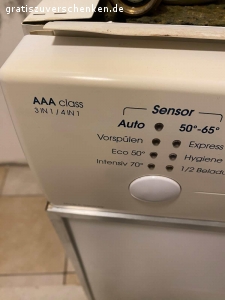 gratiszuverschenken.de
AAA class
3 IN 1 / 4 IN 1
Sensor
Auto 50°-65°
Vorspülen Express
Eco 50° Hygiene
Intensiv 70° 1/2 Belad